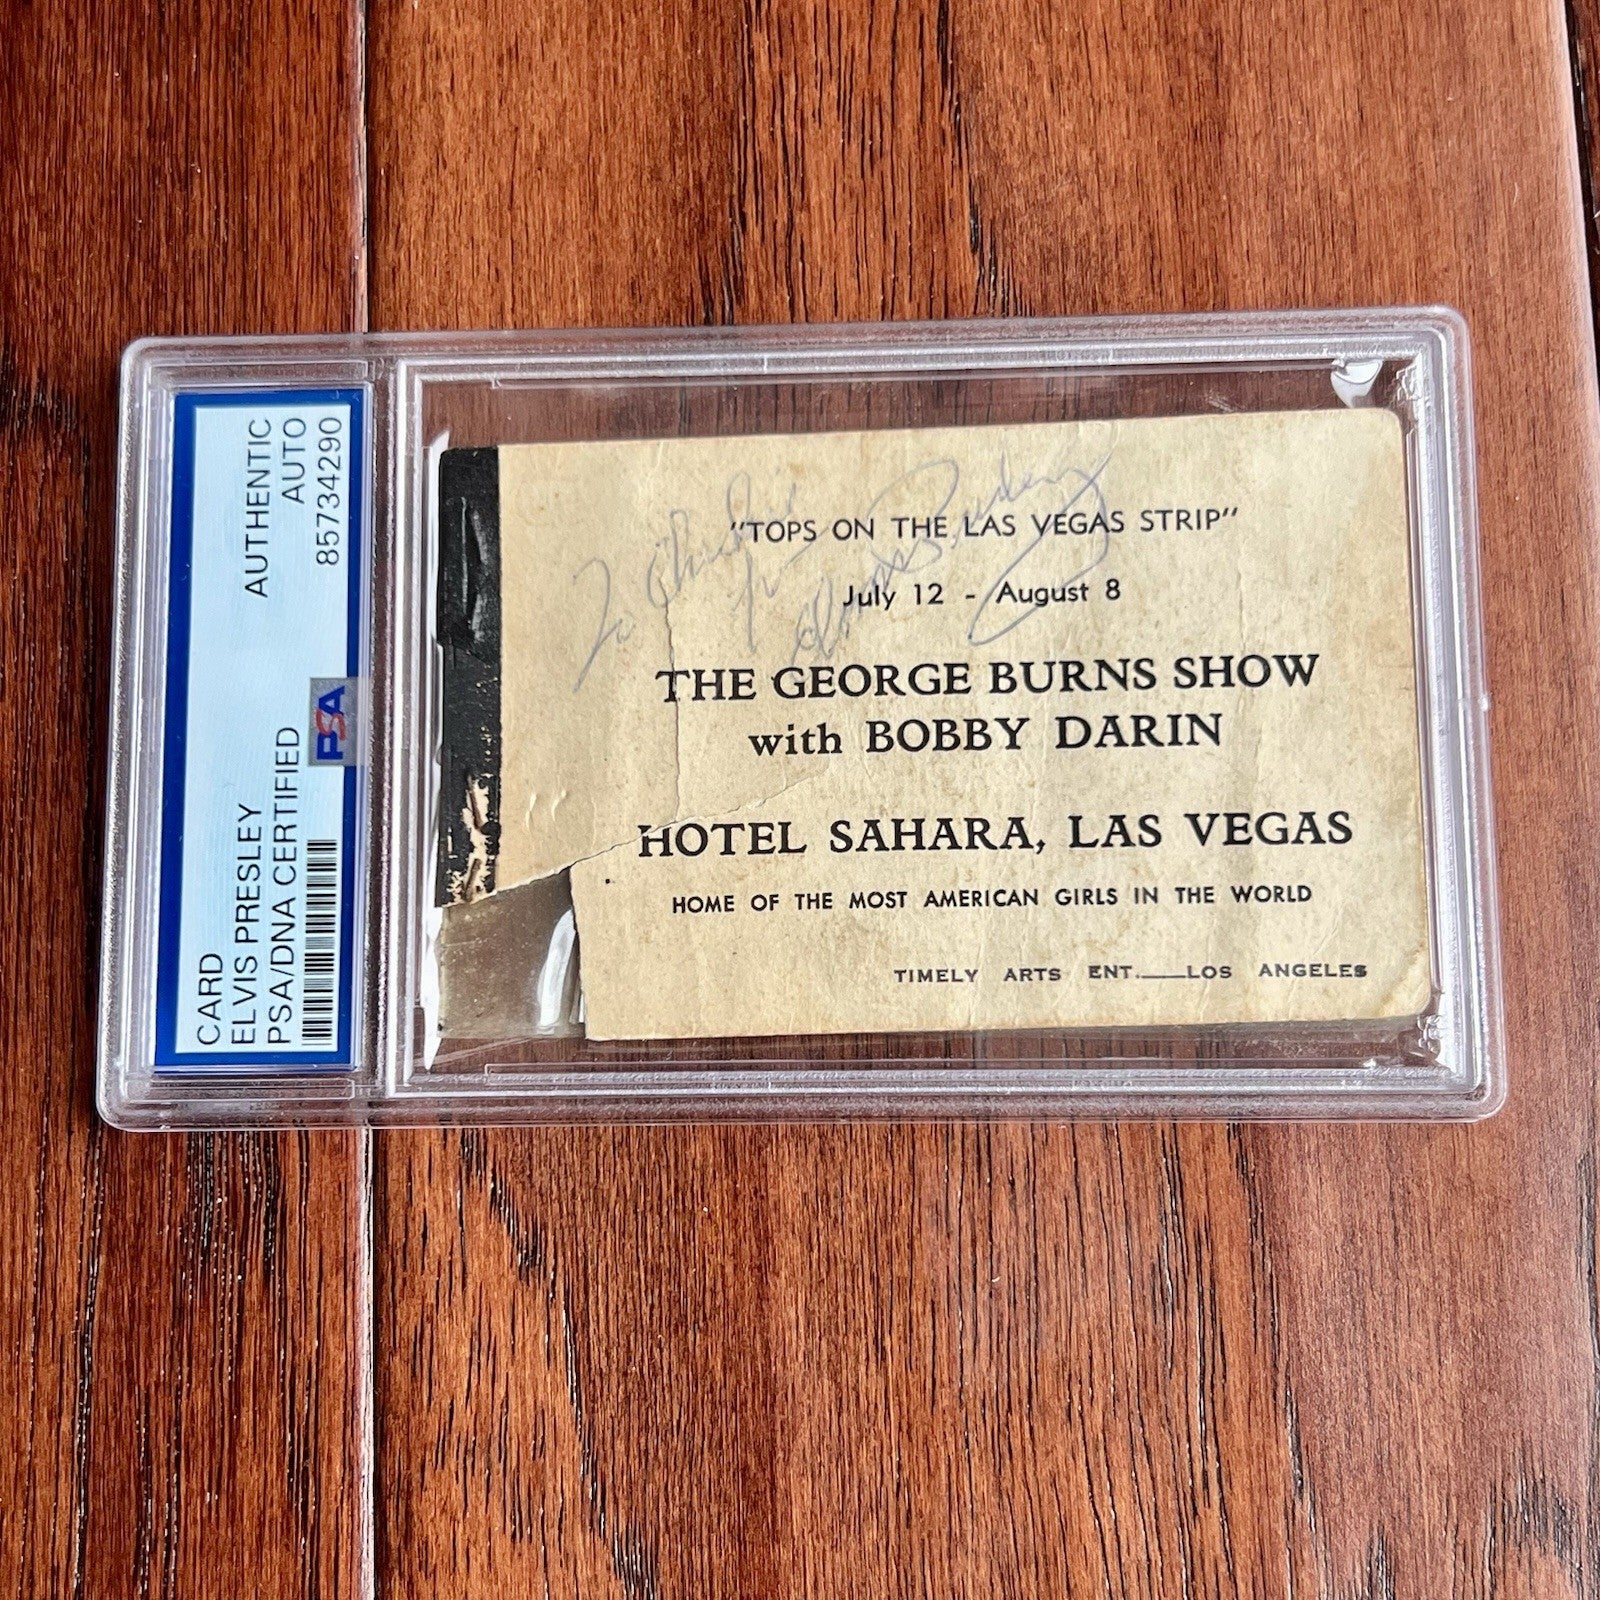 CARD
ELVIS PRESLEY
PSA/DNA CERTIFIED
AUTHENTIC
AUTO
85734290
PSA
To
"TOPS ON THE LAS VEGAS STRIP"
July 12 - August 8
THE GEORGE BURNS SHOW
with BOBBY DARIN
HOTEL SAHARA, LAS VEGAS
HOME OF THE MOST AMERICAN GIRLS IN THE WORLD
TIMELY ARTS ENT.___LOS ANGELES